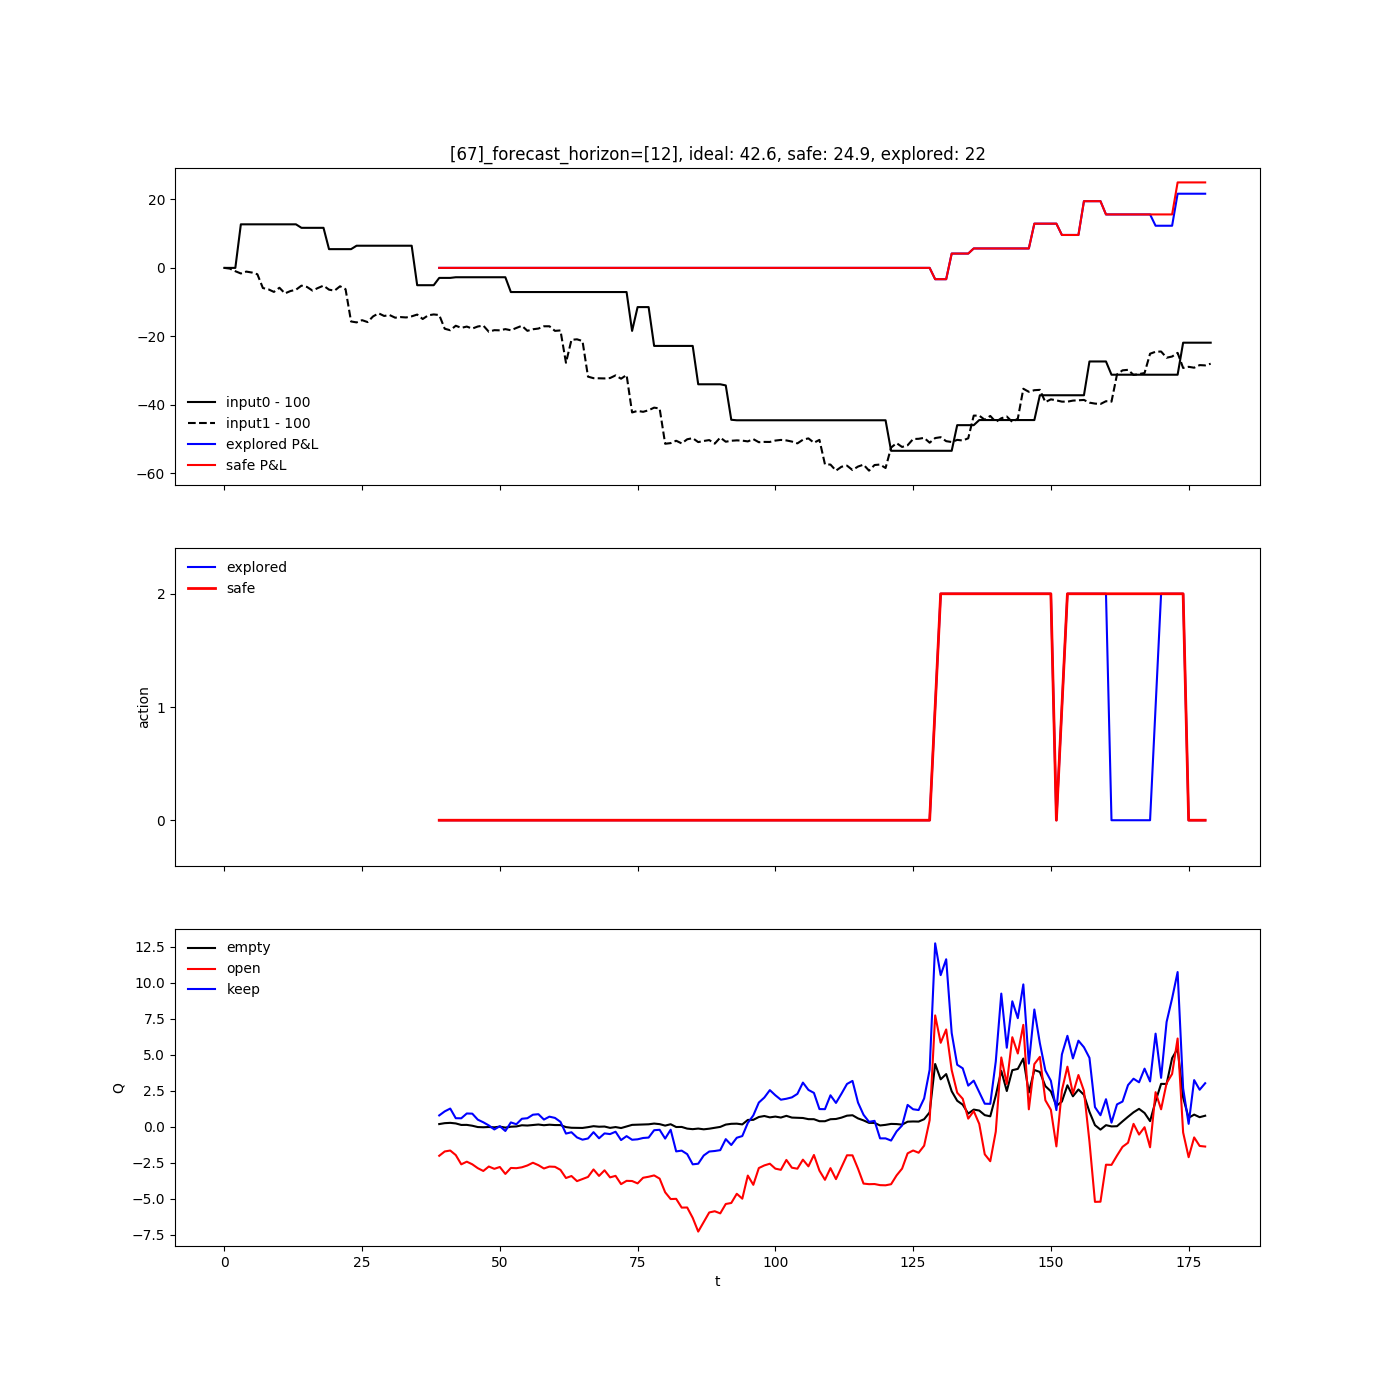 [67]_forecast_horizon=[12], ideal: 42.6, safe: 24.9, explored: 22
20
0
−20
−40
−60
input0 - 100
input1 - 100
explored P&L
safe P&L
action
2
1
0
explored
safe
Q
12.5
10.0
7.5
5.0
2.5
0.0
−2.5
−5.0
−7.5
empty
open
keep
0 25 50 75 100 125 150 175
t